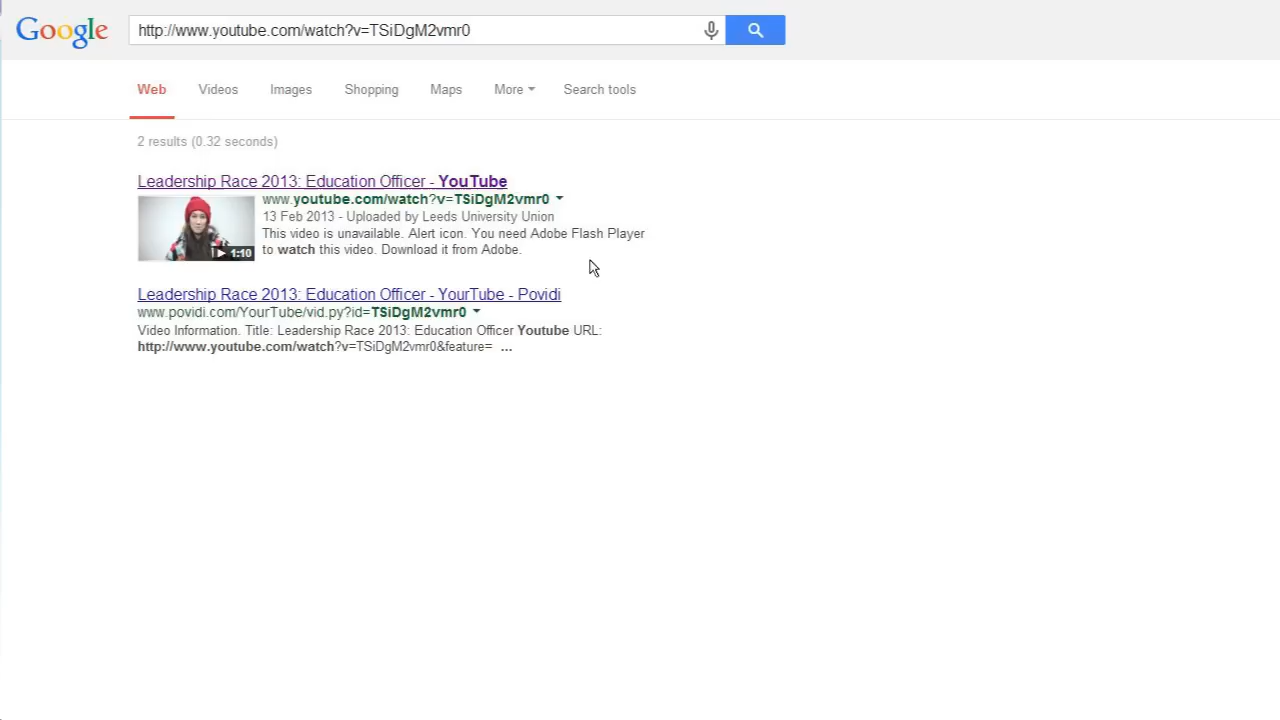 Google
http://www.youtube.com/watch?v=TSiDgM2vmr0
Web Videos Images Shopping Maps More Search tools
2 results (0.32 seconds)
Leadership Race 2013: Education Officer - YouTube
www.youtube.com/watch?v=TSiDgM2vmr0
13 Feb 2013 - Uploaded by Leeds University Union
This video is unavailable. Alert icon. You need Adobe Flash Player
to watch this video. Download it from Adobe.
1:10
Leadership Race 2013: Education Officer - YourTube - Povidi
www.povidi.com/YourTube/vid.py?id=TSiDgM2vmr0
Video Information. Title: Leadership Race 2013: Education Officer Youtube URL:
http://www.youtube.com/watch?v=TSiDgM2vmr0&feature= ...